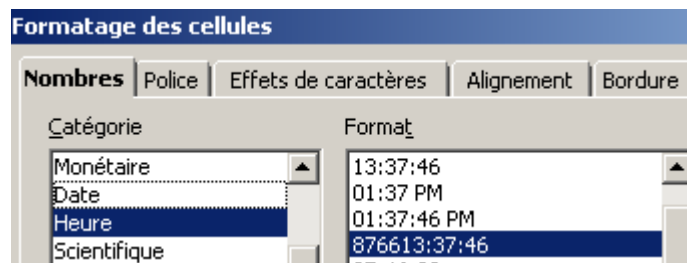 Formatage des cellules
Nombres Police Effets de caractères Alignement Bordure
Catégorie Format
Monétaire 13:37:46
Date 01:37 PM
Heure 01:37:46 PM
Scientifique 876613:37:46